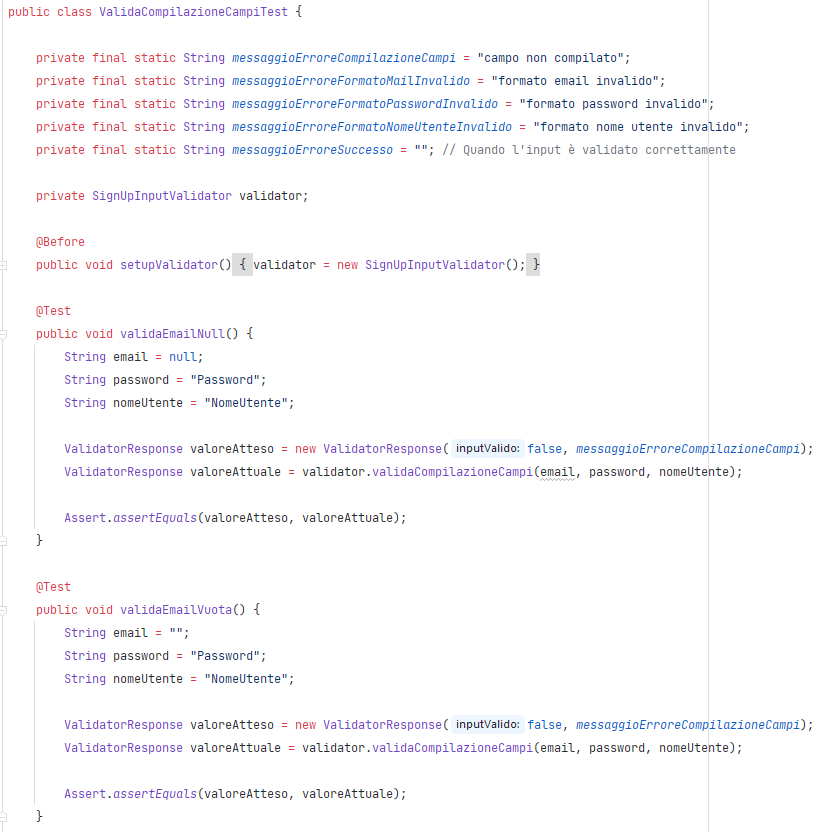 public class ValidaCompilazioneCampiTest {
private final static String messaggioErroreCompilazioneCampi = "campo non compilato";
private final static String messaggioErroreFormatoMailInvalido = "formato email invalido";
private final static String messaggioErroreFormatoPasswordInvalido = "formato password invalido";
private final static String messaggioErroreFormatoNomeUtenteInvalido = "formato nome utente invalido";
private final static String messaggioErroreSuccesso = ""; // Quando l'input è validato correttamente
private SignUpInputValidator validator;
@Before
public void setupValidator() { validator = new SignUpInputValidator(); }
@Test
public void validaEmailNull() {
String email = null;
String password = "Password";
String nomeUtente = "NomeUtente";
ValidatorResponse valoreAtteso = new ValidatorResponse( inputValido: false, messaggioErroreCompilazioneCampi);
ValidatorResponse valoreAttuale = validator.validaCompilazioneCampi(email, password, nomeUtente);
Assert.assertEquals(valoreAtteso, valoreAttuale);
}
@Test
public void validaEmailVuota() {
String email = "";
String password = "Password";
String nomeUtente = "NomeUtente";
ValidatorResponse valoreAtteso = new ValidatorResponse( inputValido: false, messaggioErroreCompilazioneCampi);
ValidatorResponse valoreAttuale = validator.validaCompilazioneCampi(email, password, nomeUtente);
Assert.assertEquals(valoreAtteso, valoreAttuale);
}